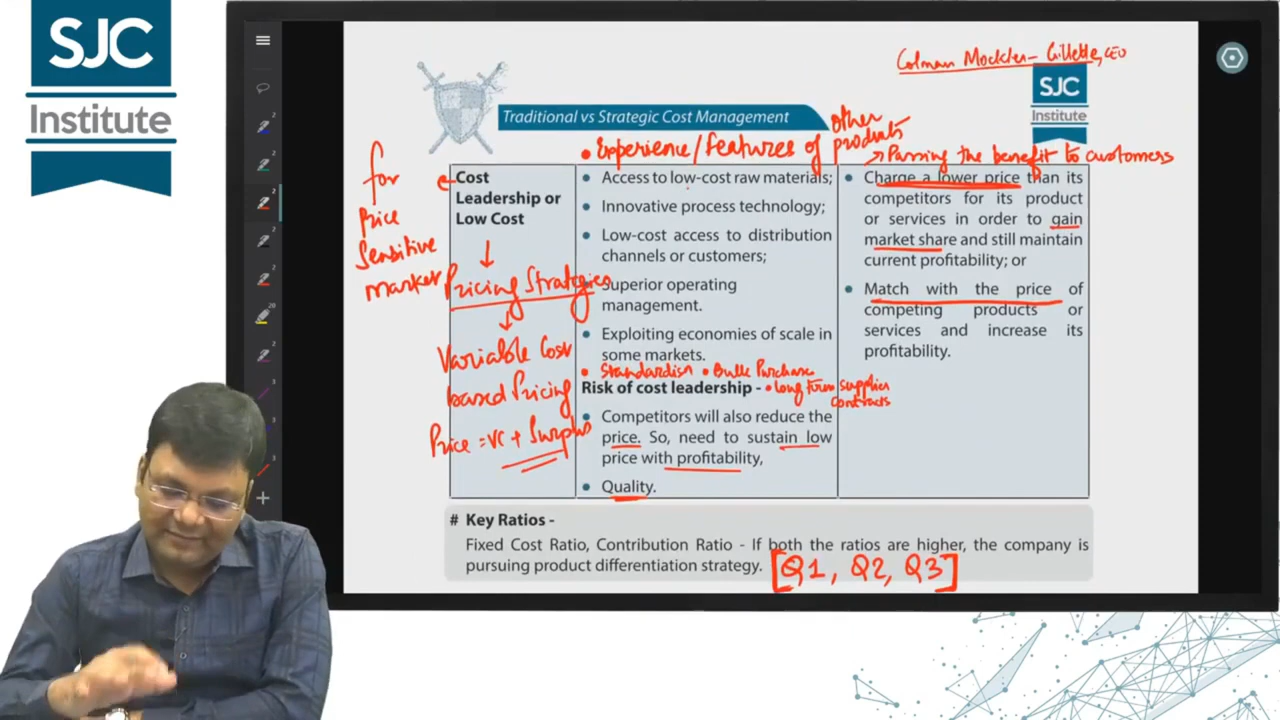 SJC
Institute
Colman Mockler - Gillette, CEO
SJC
Institute
Traditional vs Strategic Cost Management
• Experience/features of other products
→ Passing the benefit to customers
for
Price
Sensitive
market
Cost
Leadership or
Low Cost
Pricing Strategies
Variable Cost
based Pricing
Price = VC + Surplus
• Access to low-cost raw materials;
• Innovative process technology;
• Low-cost access to distribution
channels or customers;
• Superior operating
management.
• Exploiting economies of scale in
some markets.
• Standardisn • Bulk Purchase
Risk of cost leadership - • Long Term supplier
contracts
• Competitors will also reduce the
price. So, need to sustain low
price with profitability,
• Quality.
• Charge a lower price than its
competitors for its product
or services in order to gain
market share and still maintain
current profitability; or
• Match with the price of
competing products or
services and increase its
profitability.
# Key Ratios -
Fixed Cost Ratio, Contribution Ratio - If both the ratios are higher, the company is
pursuing product differentiation strategy. [Q1, Q2, Q3]
SJC
Institute